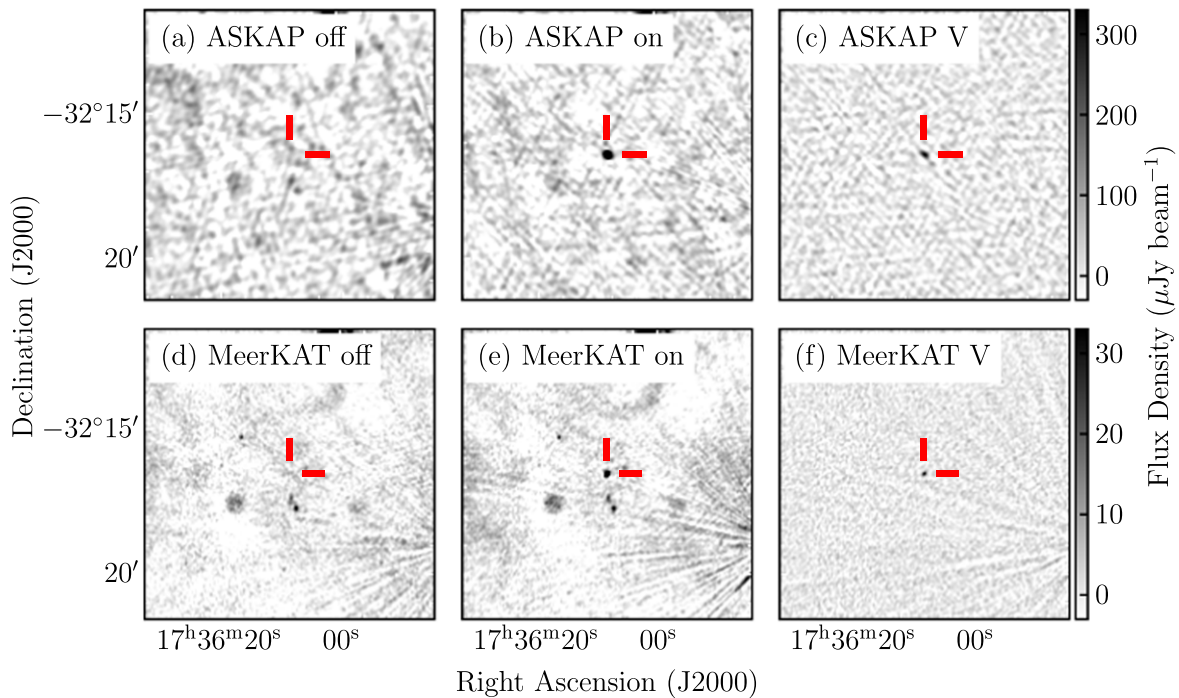 (a) ASKAP off
(b) ASKAP on
(c) ASKAP V
−32°15′
20′
300
200
100
0
(d) MeerKAT off
(e) MeerKAT on
(f) MeerKAT V
−32°15′
20′
30
20
10
0
17ʰ36ᵐ20ˢ 00ˢ
17ʰ36ᵐ20ˢ 00ˢ
17ʰ36ᵐ20ˢ 00ˢ
Right Ascension (J2000)
Declination (J2000)
Flux Density (μJy beam⁻¹)